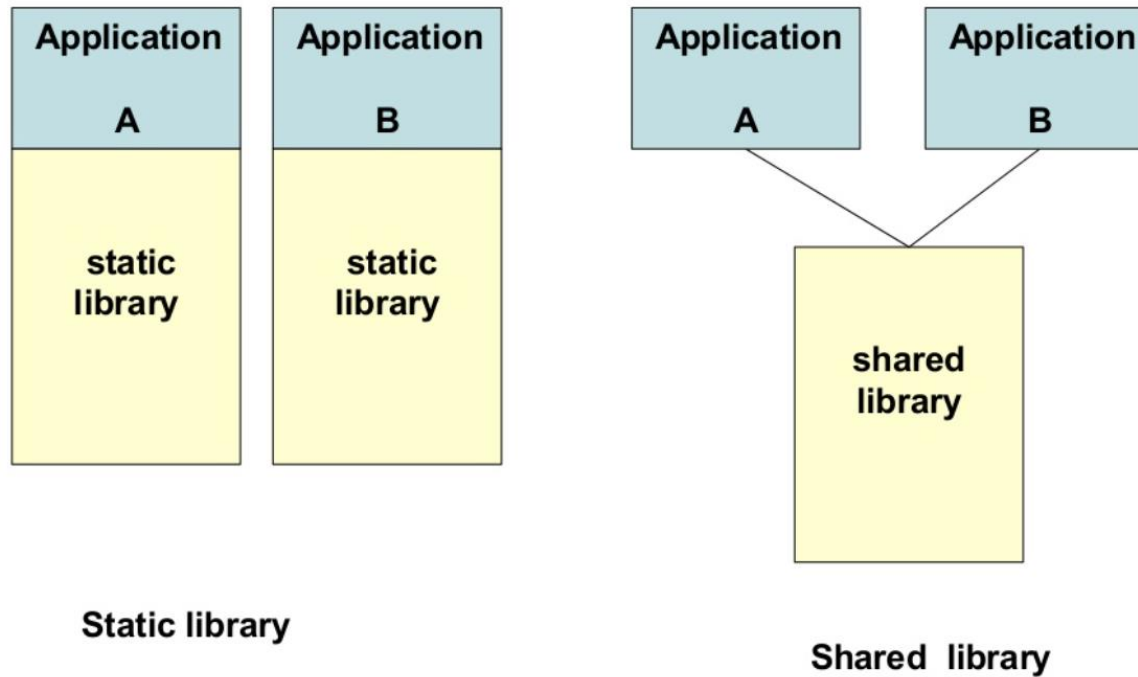 Application
A
static
library
Application
B
static
library
Static library
Application
A
Application
B
shared
library
Shared library